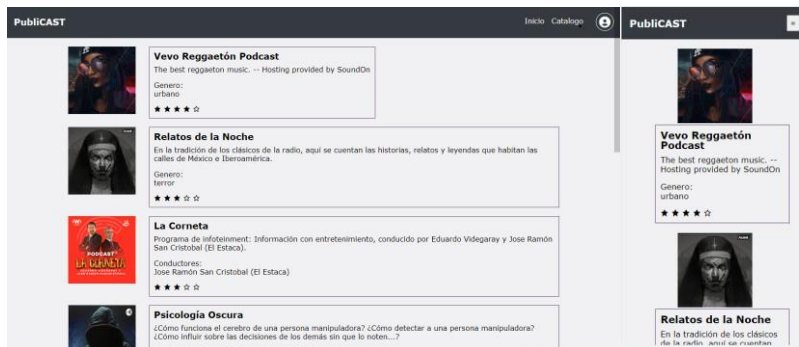 PubliCAST
Inicio Catalogo
Vevo Reggaetón Podcast
The best reggaeton music. -- Hosting provided by SoundOn
Genero:
urbano
Relatos de la Noche
En la tradición de los clásicos de la radio, aquí se cuentan las historias, relatos y leyendas que habitan las
calles de México e Iberoamérica.
Genero:
terror
PODCAST
LA CORNETA
La Corneta
Programa de infoteinment: Información con entretenimiento, conducido por Eduardo Videgaray y Jose Ramón
San Cristobal (El Estaca).
Conductores:
Jose Ramón San Cristobal (El Estaca)
Psicología Oscura
¿Cómo funciona el cerebro de una persona manipuladora? ¿Cómo detectar a una persona manipuladora?
¿Cómo influir sobre las decisiones de los demás sin que lo noten...?
PubliCAST
Vevo Reggaetón
Podcast
The best reggaeton music. --
Hosting provided by SoundOn
Genero:
urbano
Relatos de la Noche
En la tradición de los clásicos
de la radio, aquí se cuentan